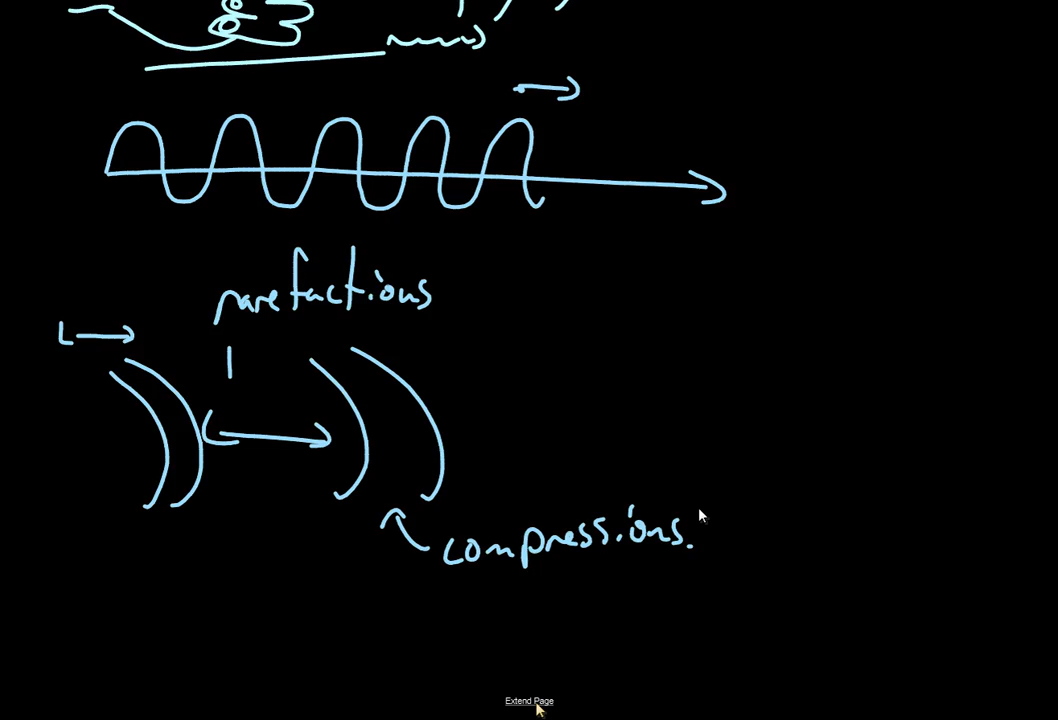 rarefactions
L
compressions.
Extend Page